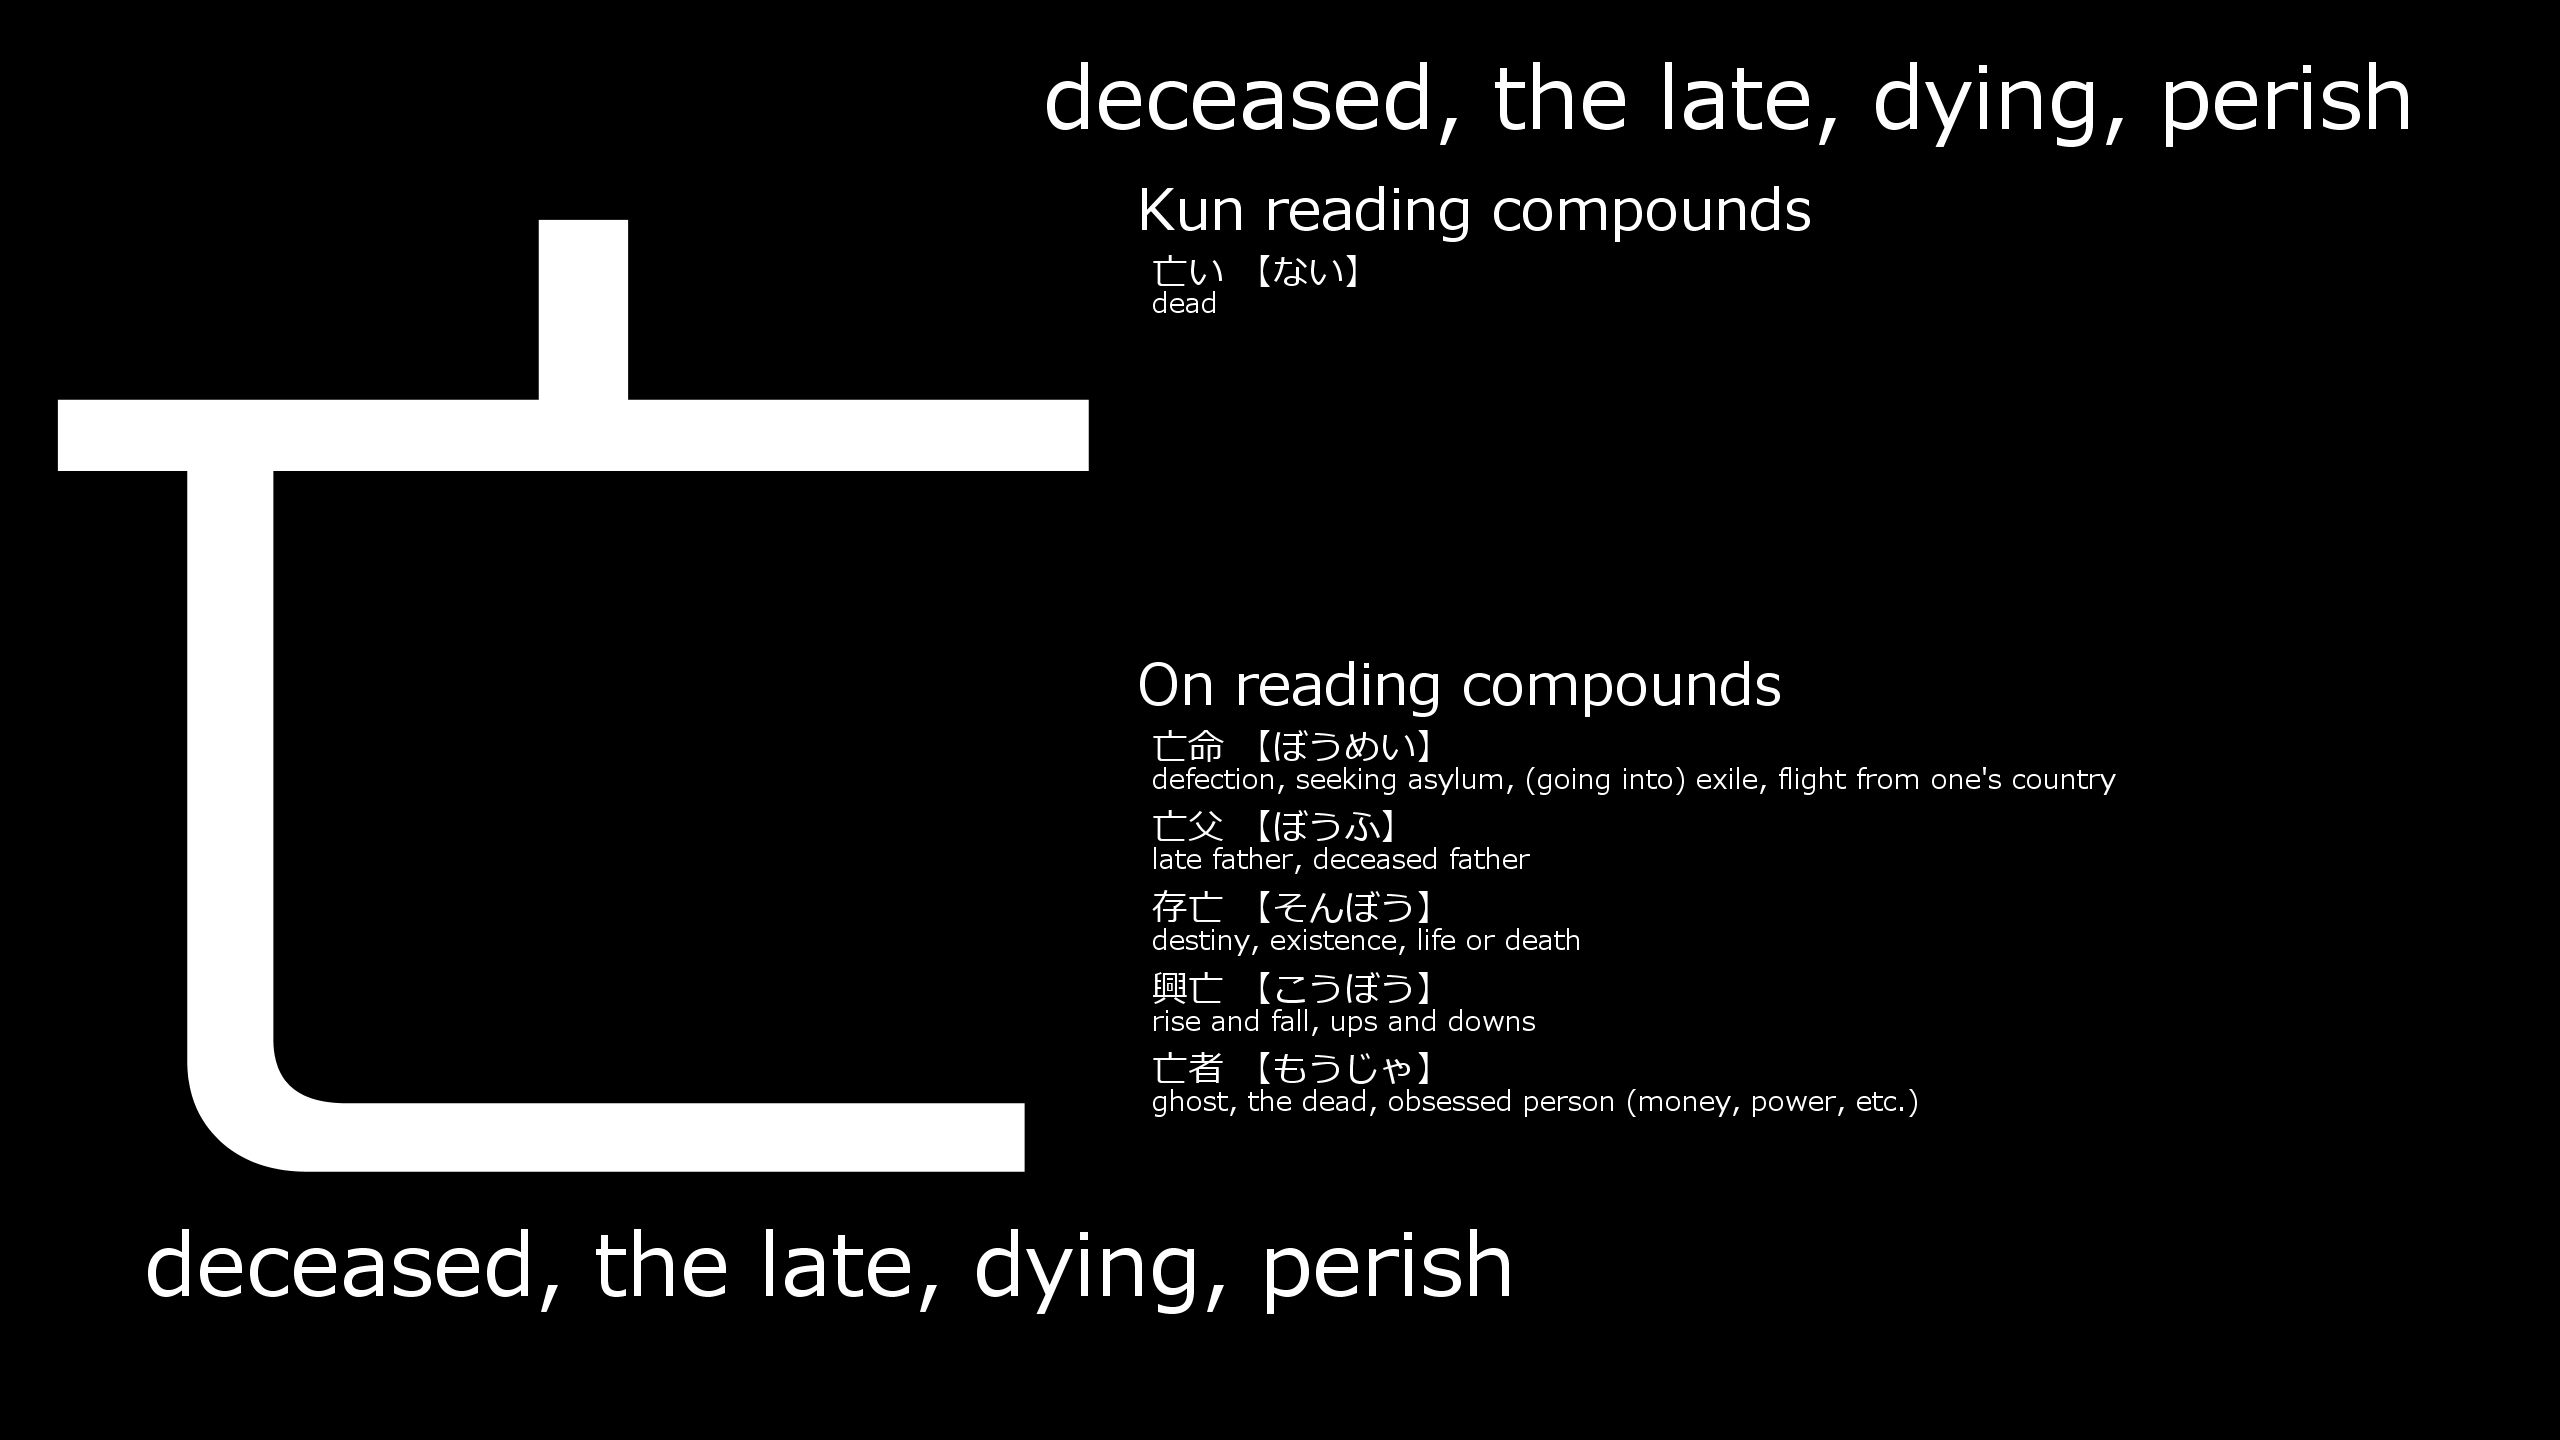 亡
deceased, the late, dying, perish
Kun reading compounds
亡い 【ない】
dead
On reading compounds
亡命 【ぼうめい】
defection, seeking asylum, (going into) exile, flight from one's country
亡父 【ぼうふ】
late father, deceased father
存亡 【そんぼう】
destiny, existence, life or death
興亡 【こうぼう】
rise and fall, ups and downs
亡者 【もうじゃ】
ghost, the dead, obsessed person (money, power, etc.)
deceased, the late, dying, perish